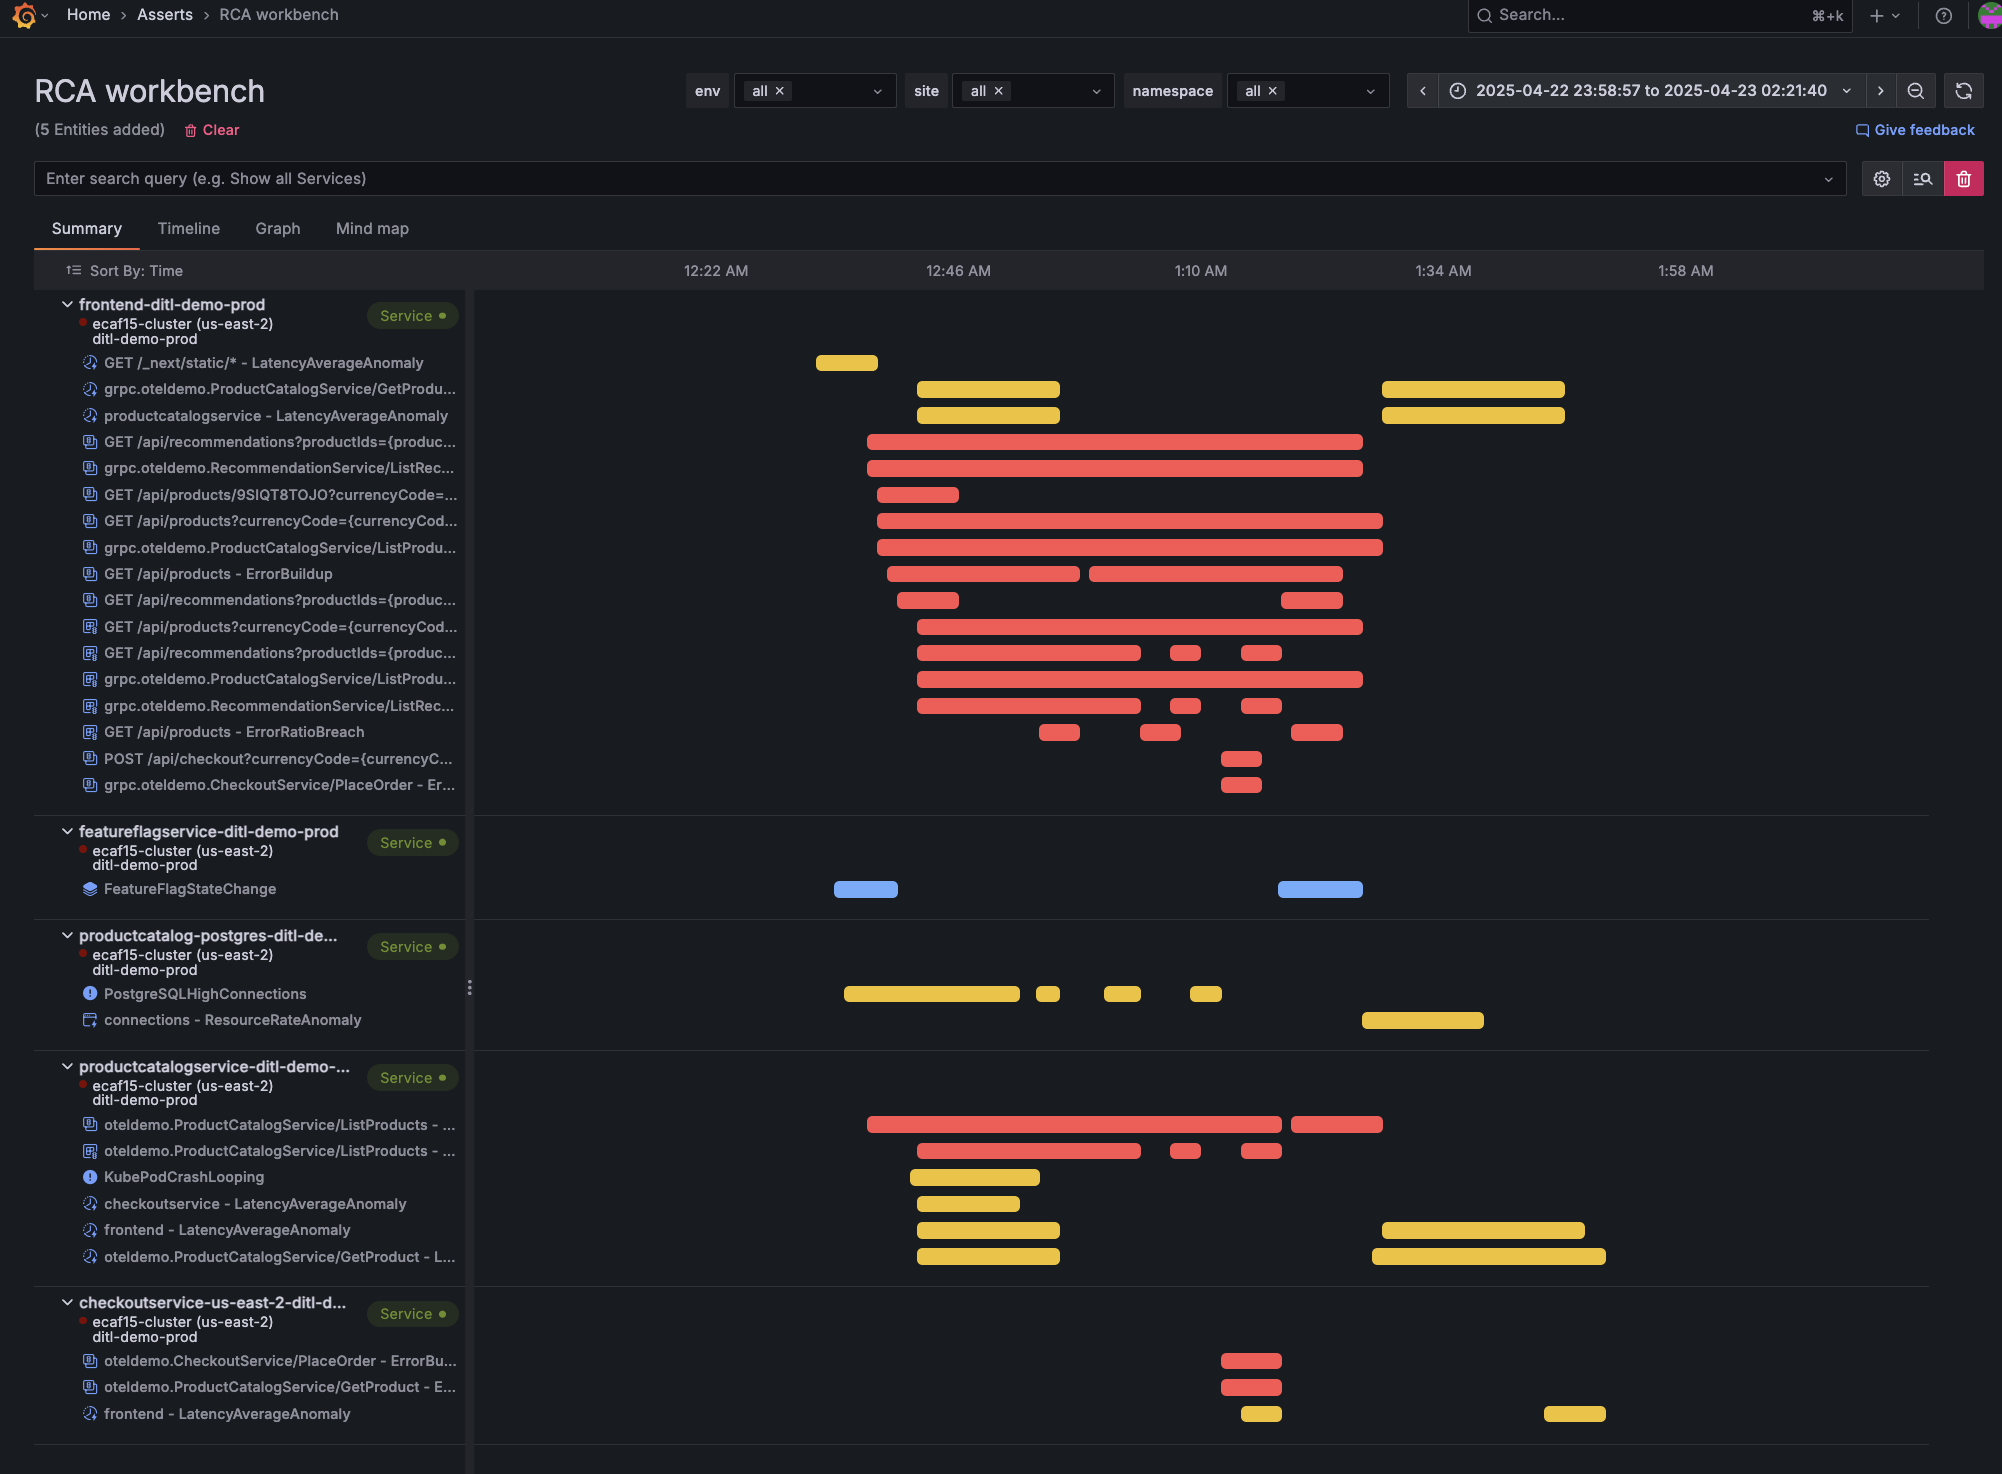 Home › Asserts › RCA workbench
Search... ⌘+k
RCA workbench
env all × site all × namespace all × 2025-04-22 23:58:57 to 2025-04-23 02:21:40
(5 Entities added) Clear
Give feedback
Enter search query (e.g. Show all Services)
Summary Timeline Graph Mind map
Sort By: Time 12:22 AM 12:46 AM 1:10 AM 1:34 AM 1:58 AM
frontend-ditl-demo-prod
Service
ecaf15-cluster (us-east-2)
ditl-demo-prod
GET /_next/static/* - LatencyAverageAnomaly
grpc.oteldemo.ProductCatalogService/GetProdu...
productcatalogservice - LatencyAverageAnomaly
GET /api/recommendations?productIds={produc...
grpc.oteldemo.RecommendationService/ListRec...
GET /api/products/9SIQT8TOJO?currencyCode=...
GET /api/products?currencyCode={currencyCod...
grpc.oteldemo.ProductCatalogService/ListProdu...
GET /api/products - ErrorBuildup
GET /api/recommendations?productIds={produc...
GET /api/products?currencyCode={currencyCod...
GET /api/recommendations?productIds={produc...
grpc.oteldemo.ProductCatalogService/ListProdu...
grpc.oteldemo.RecommendationService/ListRec...
GET /api/products - ErrorRatioBreach
POST /api/checkout?currencyCode={currencyC...
grpc.oteldemo.CheckoutService/PlaceOrder - Er...
featureflagservice-ditl-demo-prod
Service
ecaf15-cluster (us-east-2)
ditl-demo-prod
FeatureFlagStateChange
productcatalog-postgres-ditl-de...
Service
ecaf15-cluster (us-east-2)
ditl-demo-prod
PostgreSQLHighConnections
connections - ResourceRateAnomaly
productcatalogservice-ditl-demo-...
Service
ecaf15-cluster (us-east-2)
ditl-demo-prod
oteldemo.ProductCatalogService/ListProducts - ...
oteldemo.ProductCatalogService/ListProducts - ...
KubePodCrashLooping
checkoutservice - LatencyAverageAnomaly
frontend - LatencyAverageAnomaly
oteldemo.ProductCatalogService/GetProduct - L...
checkoutservice-us-east-2-ditl-d...
Service
ecaf15-cluster (us-east-2)
ditl-demo-prod
oteldemo.CheckoutService/PlaceOrder - ErrorBu...
oteldemo.ProductCatalogService/GetProduct - E...
frontend - LatencyAverageAnomaly